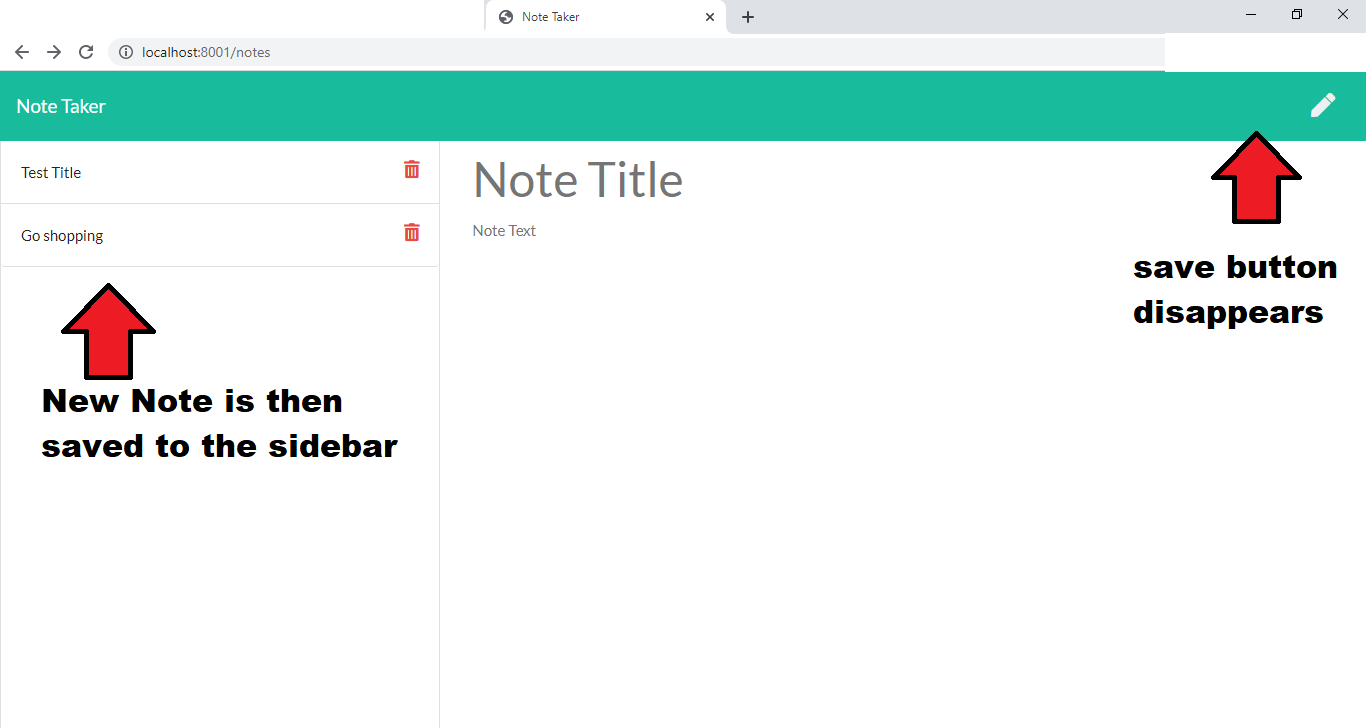 Note Taker
localhost:8001/notes
Note Taker
Test Title
Go shopping
Note Title
Note Text
save button
disappears
New Note is then
saved to the sidebar